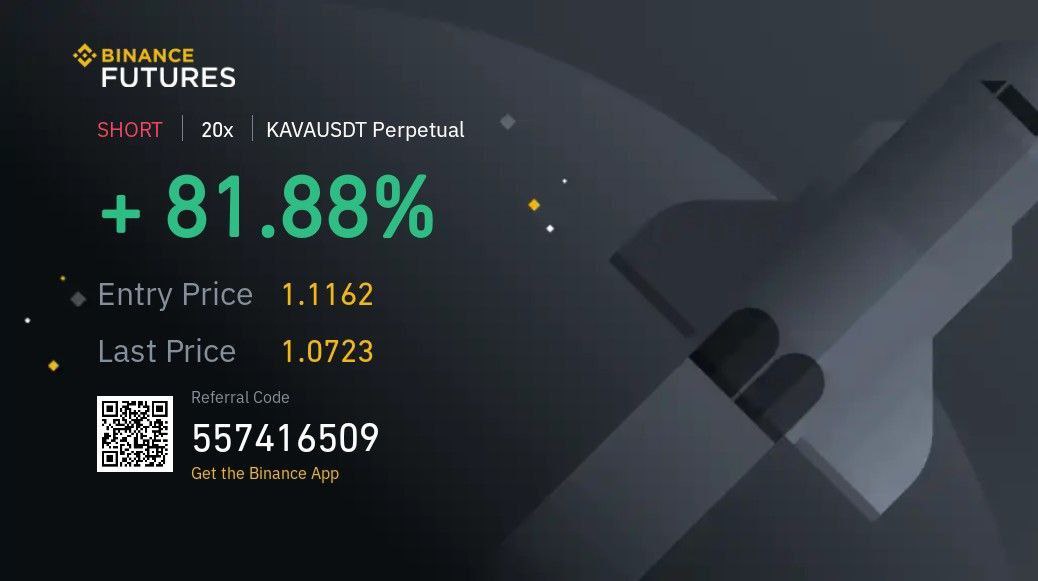 BINANCE
FUTURES
SHORT | 20x | KAVAUSDT Perpetual
+ 81.88%
Entry Price 1.1162
Last Price 1.0723
Referral Code
557416509
Get the Binance App